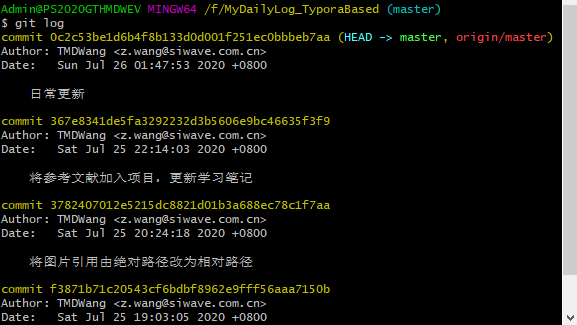 Admin@PS2020GTHMDWEV MINGW64 /f/MyDailyLog_TyporaBased (master)
$ git log
commit 0c2c53be1d6b4f8b133d0d001f251ec0bbbeb7aa (HEAD -> master, origin/master)
Author: TMDWang <z.wang@siwave.com.cn>
Date:   Sun Jul 26 01:47:53 2020 +0800
日常更新
commit 367e8341de5fa3292232d3b5606e9bc46635f3f9
Author: TMDWang <z.wang@siwave.com.cn>
Date:   Sat Jul 25 22:14:03 2020 +0800
将参考文献加入项目，更新学习笔记
commit 3782407012e5215dc8821d01b3a688ec78c1f7aa
Author: TMDWang <z.wang@siwave.com.cn>
Date:   Sat Jul 25 20:24:18 2020 +0800
将图片引用由绝对路径改为相对路径
commit f3871b71c20543cf6bdbf8962e9fff56aaa7150b
Author: TMDWang <z.wang@siwave.com.cn>
Date:   Sat Jul 25 19:03:05 2020 +0800